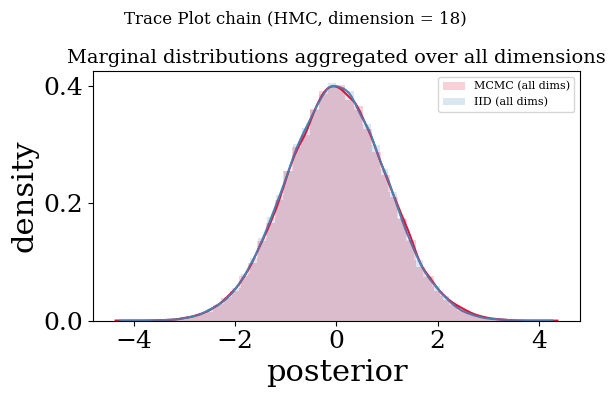 Trace Plot chain (HMC, dimension = 18)
Marginal distributions aggregated over all dimensions
MCMC (all dims)
IID (all dims)
density
0.4
0.2
0.0
−4
−2
0
2
4
posterior